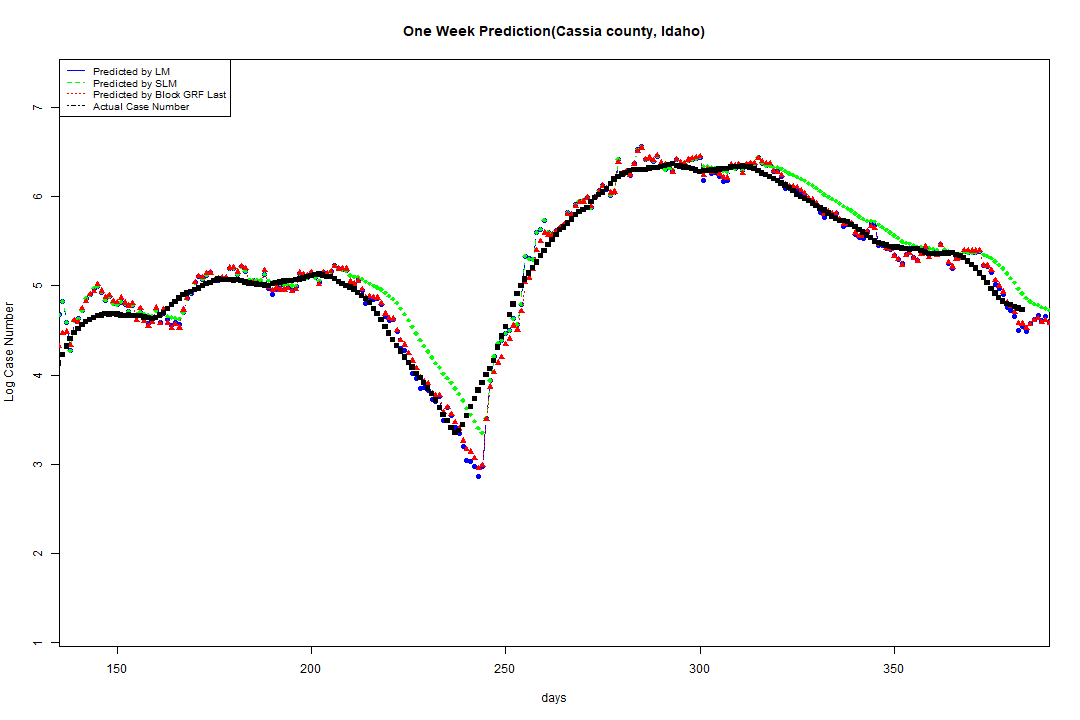 One Week Prediction(Cassia county, Idaho)
Predicted by LM
Predicted by SLM
Predicted by Block GRF Last
Actual Case Number
7
6
5
4
3
2
1
Log Case Number
150 200 250 300 350
days